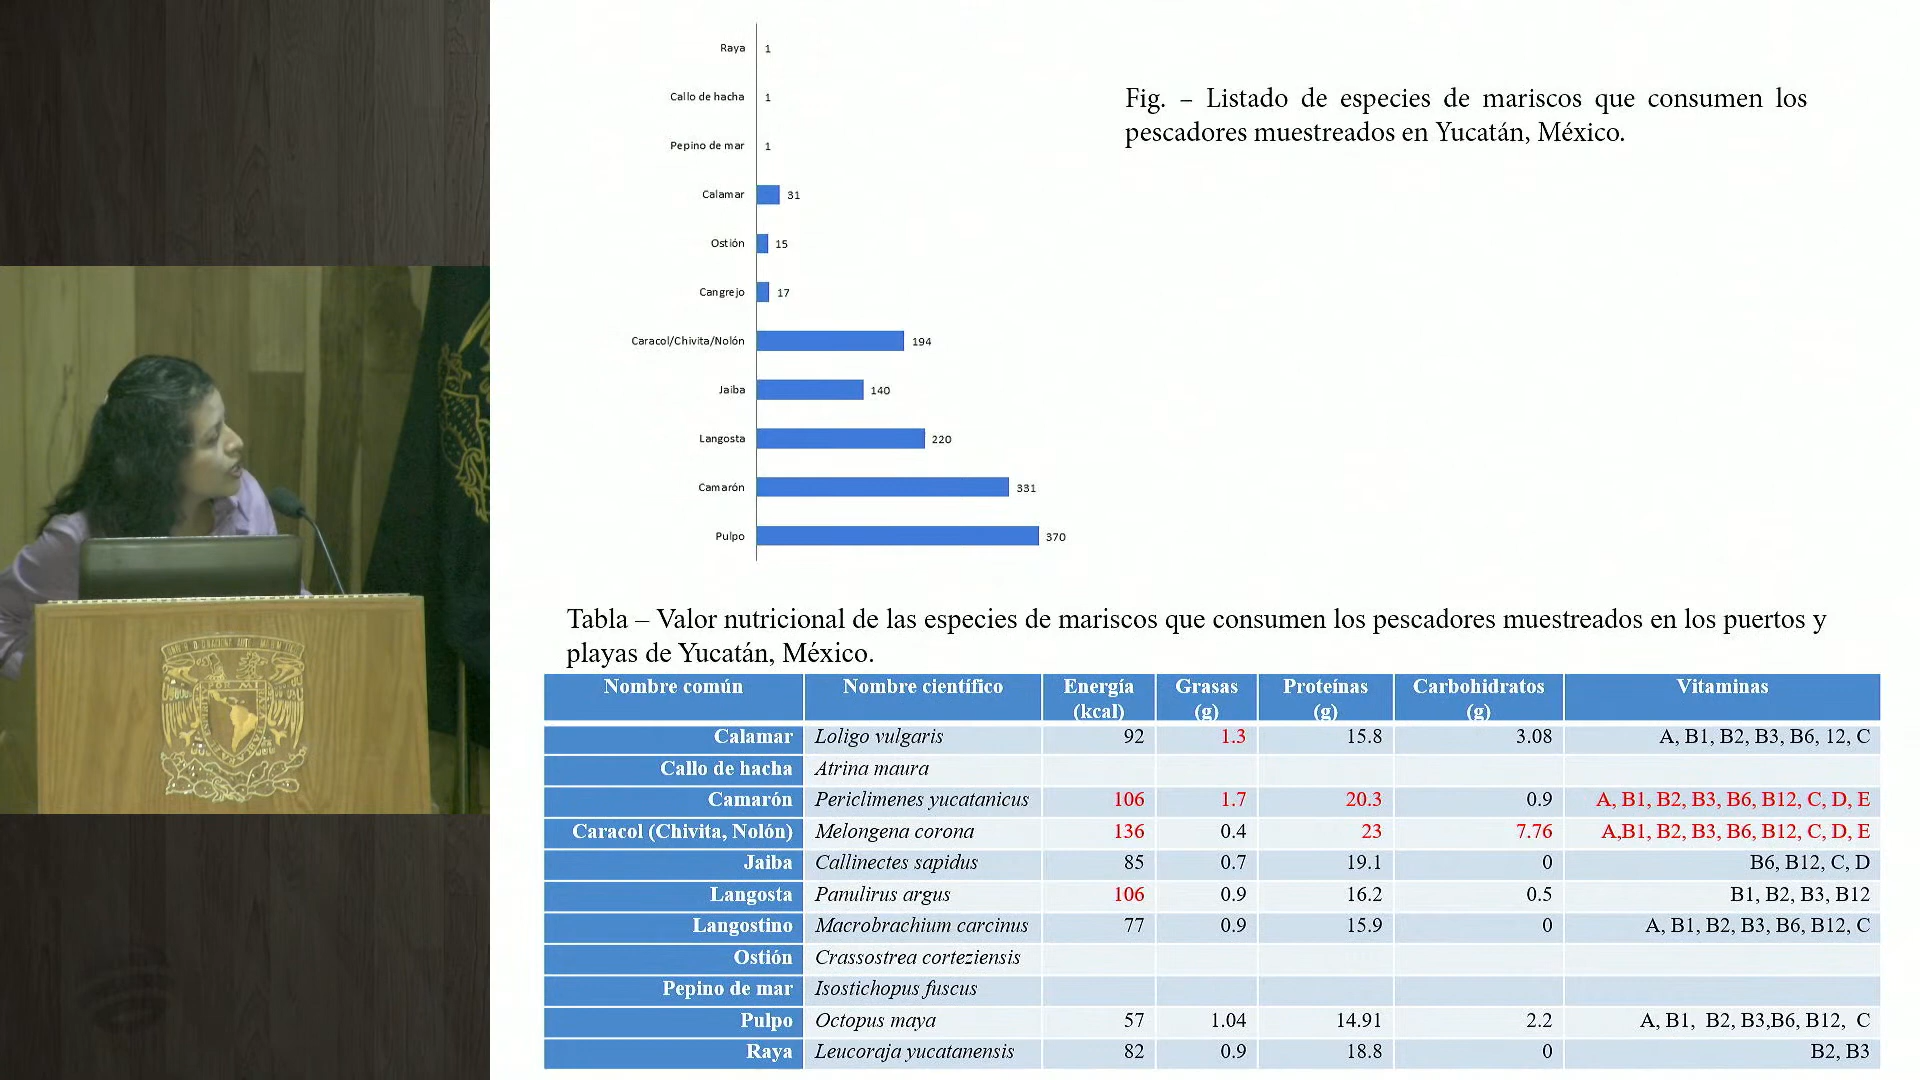 Raya 1
Callo de hacha 1
Pepino de mar 1
Calamar 31
Ostión 15
Cangrejo 17
Caracol/Chivita/Nolón 194
Jaiba 140
Langosta 220
Camarón 331
Pulpo 370
Fig. – Listado de especies de mariscos que consumen los
pescadores muestreados en Yucatán, México.
Tabla – Valor nutricional de las especies de mariscos que consumen los pescadores muestreados en los puertos y
playas de Yucatán, México.
Nombre común Nombre científico Energía (kcal) Grasas (g) Proteínas (g) Carbohidratos (g) Vitaminas
Calamar Loligo vulgaris 92 1.3 15.8 3.08 A, B1, B2, B3, B6, 12, C
Callo de hacha Atrina maura
Camarón Periclimenes yucatanicus 106 1.7 20.3 0.9 A, B1, B2, B3, B6, B12, C, D, E
Caracol (Chivita, Nolón) Melongena corona 136 0.4 23 7.76 A,B1, B2, B3, B6, B12, C, D, E
Jaiba Callinectes sapidus 85 0.7 19.1 0 B6, B12, C, D
Langosta Panulirus argus 106 0.9 16.2 0.5 B1, B2, B3, B12
Langostino Macrobrachium carcinus 77 0.9 15.9 0 A, B1, B2, B3, B6, B12, C
Ostión Crassostrea corteziensis
Pepino de mar Isostichopus fuscus
Pulpo Octopus maya 57 1.04 14.91 2.2 A, B1, B2, B3,B6, B12, C
Raya Leucoraja yucatanensis 82 0.9 18.8 0 B2, B3